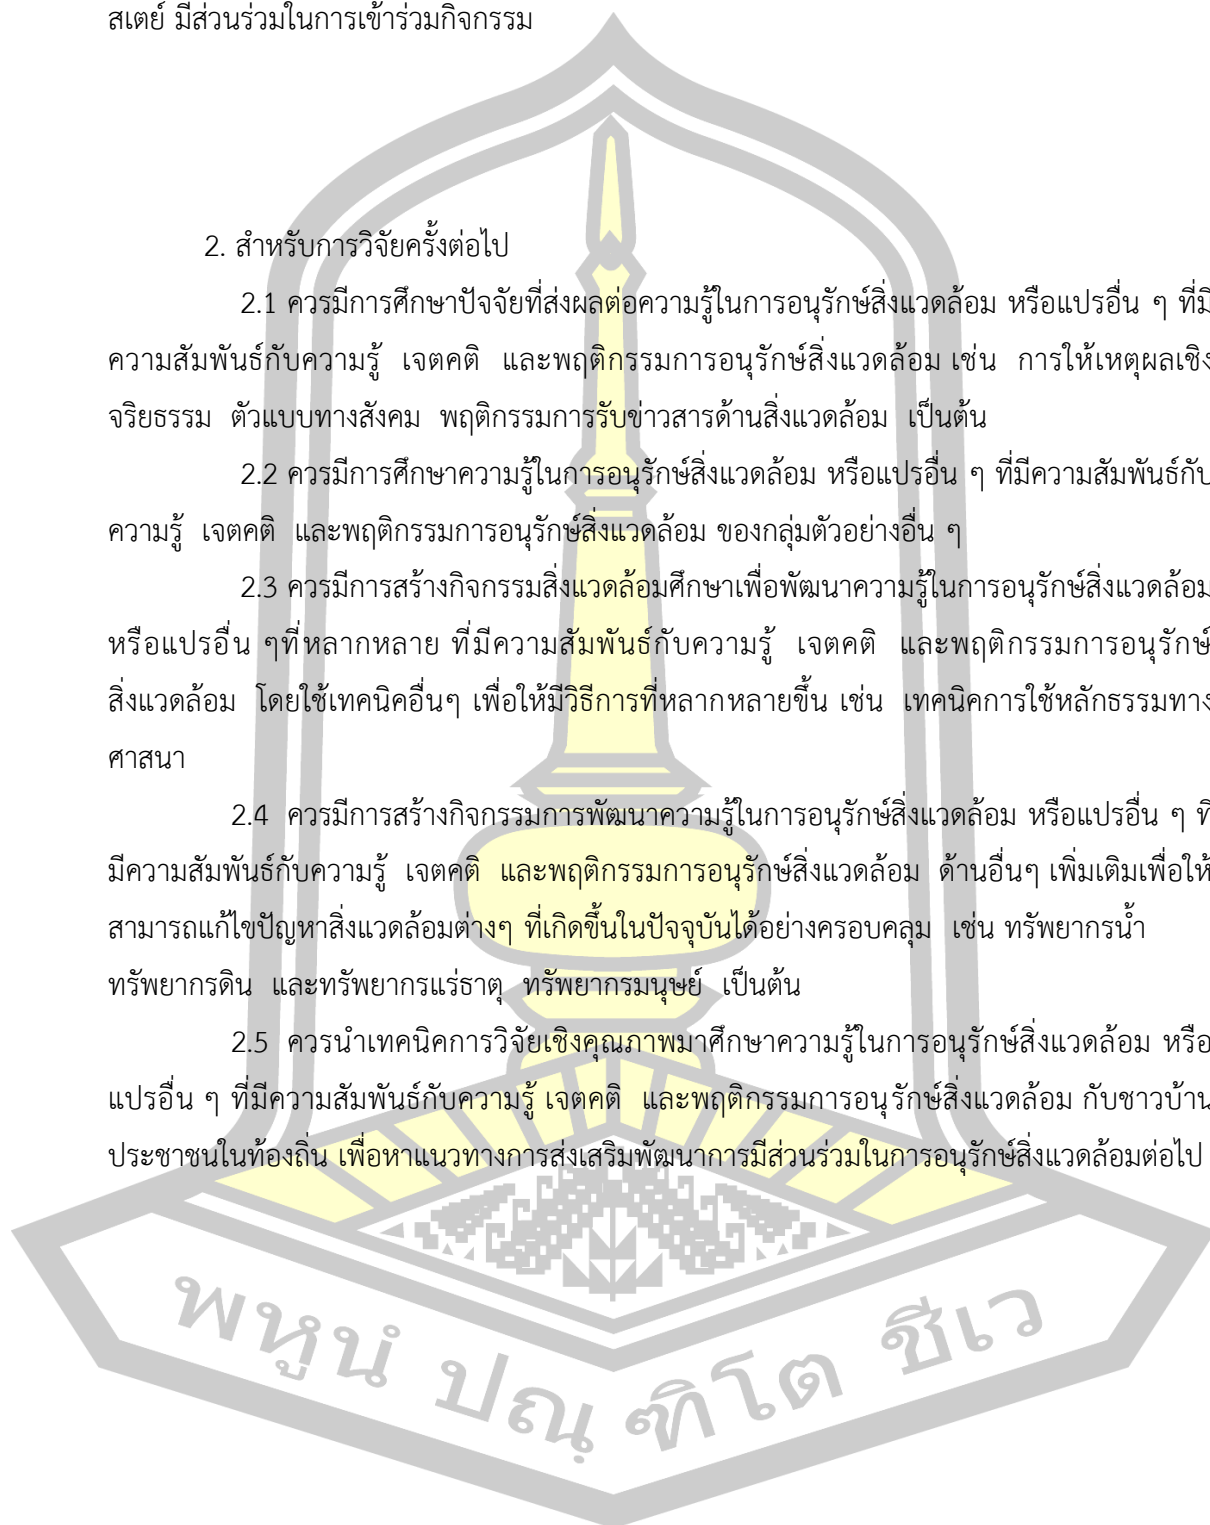 สเตย์ มีส่วนร่วมในการเข้าร่วมกิจกรรม
2. สำหรับการวิจัยครั้งต่อไป
2.1 ควรมีการศึกษาปัจจัยที่ส่งผลต่อความรู้ในการอนุรักษ์สิ่งแวดล้อม หรือแปรอื่น ๆ ที่มี
ความสัมพันธ์กับความรู้ เจตคติ และพฤติกรรมการอนุรักษ์สิ่งแวดล้อม เช่น การให้เหตุผลเชิง
จริยธรรม ตัวแบบทางสังคม พฤติกรรมการรับข่าวสารด้านสิ่งแวดล้อม เป็นต้น
2.2 ควรมีการศึกษาความรู้ในการอนุรักษ์สิ่งแวดล้อม หรือแปรอื่น ๆ ที่มีความสัมพันธ์กับ
ความรู้ เจตคติ และพฤติกรรมการอนุรักษ์สิ่งแวดล้อม ของกลุ่มตัวอย่างอื่น ๆ
2.3 ควรมีการสร้างกิจกรรมสิ่งแวดล้อมศึกษาเพื่อพัฒนาความรู้ในการอนุรักษ์สิ่งแวดล้อม
หรือแปรอื่น ๆที่หลากหลาย ที่มีความสัมพันธ์กับความรู้ เจตคติ และพฤติกรรมการอนุรักษ์
สิ่งแวดล้อม โดยใช้เทคนิคอื่นๆ เพื่อให้มีวิธีการที่หลากหลายขึ้น เช่น เทคนิคการใช้หลักธรรมทาง
ศาสนา
2.4 ควรมีการสร้างกิจกรรมการพัฒนาความรู้ในการอนุรักษ์สิ่งแวดล้อม หรือแปรอื่น ๆ ที่
มีความสัมพันธ์กับความรู้ เจตคติ และพฤติกรรมการอนุรักษ์สิ่งแวดล้อม ด้านอื่นๆ เพิ่มเติมเพื่อให้
สามารถแก้ไขปัญหาสิ่งแวดล้อมต่างๆ ที่เกิดขึ้นในปัจจุบันได้อย่างครอบคลุม เช่น ทรัพยากรน้ำ
ทรัพยากรดิน และทรัพยากรแร่ธาตุ ทรัพยากรมนุษย์ เป็นต้น
2.5 ควรนำเทคนิคการวิจัยเชิงคุณภาพมาศึกษาความรู้ในการอนุรักษ์สิ่งแวดล้อม หรือ
แปรอื่น ๆ ที่มีความสัมพันธ์กับความรู้ เจตคติ และพฤติกรรมการอนุรักษ์สิ่งแวดล้อม กับชาวบ้าน
ประชาชนในท้องถิ่น เพื่อหาแนวทางการส่งเสริมพัฒนาการมีส่วนร่วมในการอนุรักษ์สิ่งแวดล้อมต่อไป
พหูนํ ปณฺฑิโต ชีเว